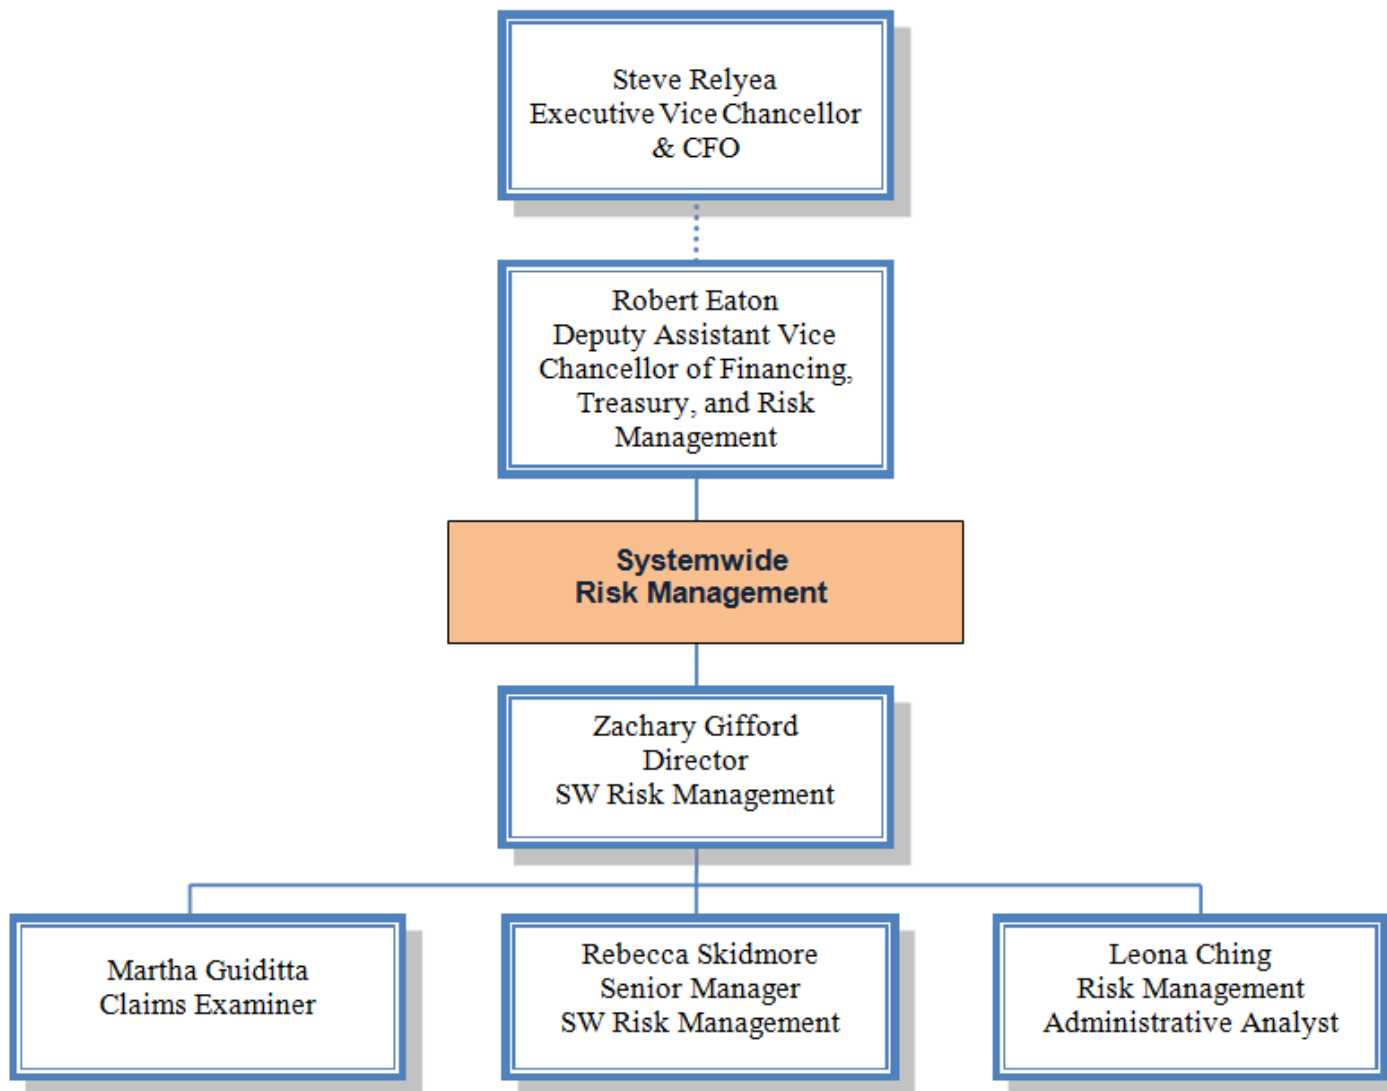 Steve Relyea
Executive Vice Chancellor
& CFO
Robert Eaton
Deputy Assistant Vice
Chancellor of Financing,
Treasury, and Risk
Management
Systemwide
Risk Management
Zachary Gifford
Director
SW Risk Management
Martha Guiditta
Claims Examiner
Rebecca Skidmore
Senior Manager
SW Risk Management
Leona Ching
Risk Management
Administrative Analyst